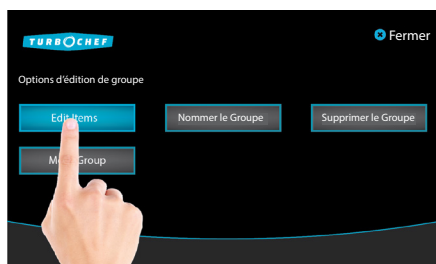 TURBOCHEF
Fermer
Options d'édition de groupe
Edit Items
Nommer le Groupe
Supprimer le Groupe
Group